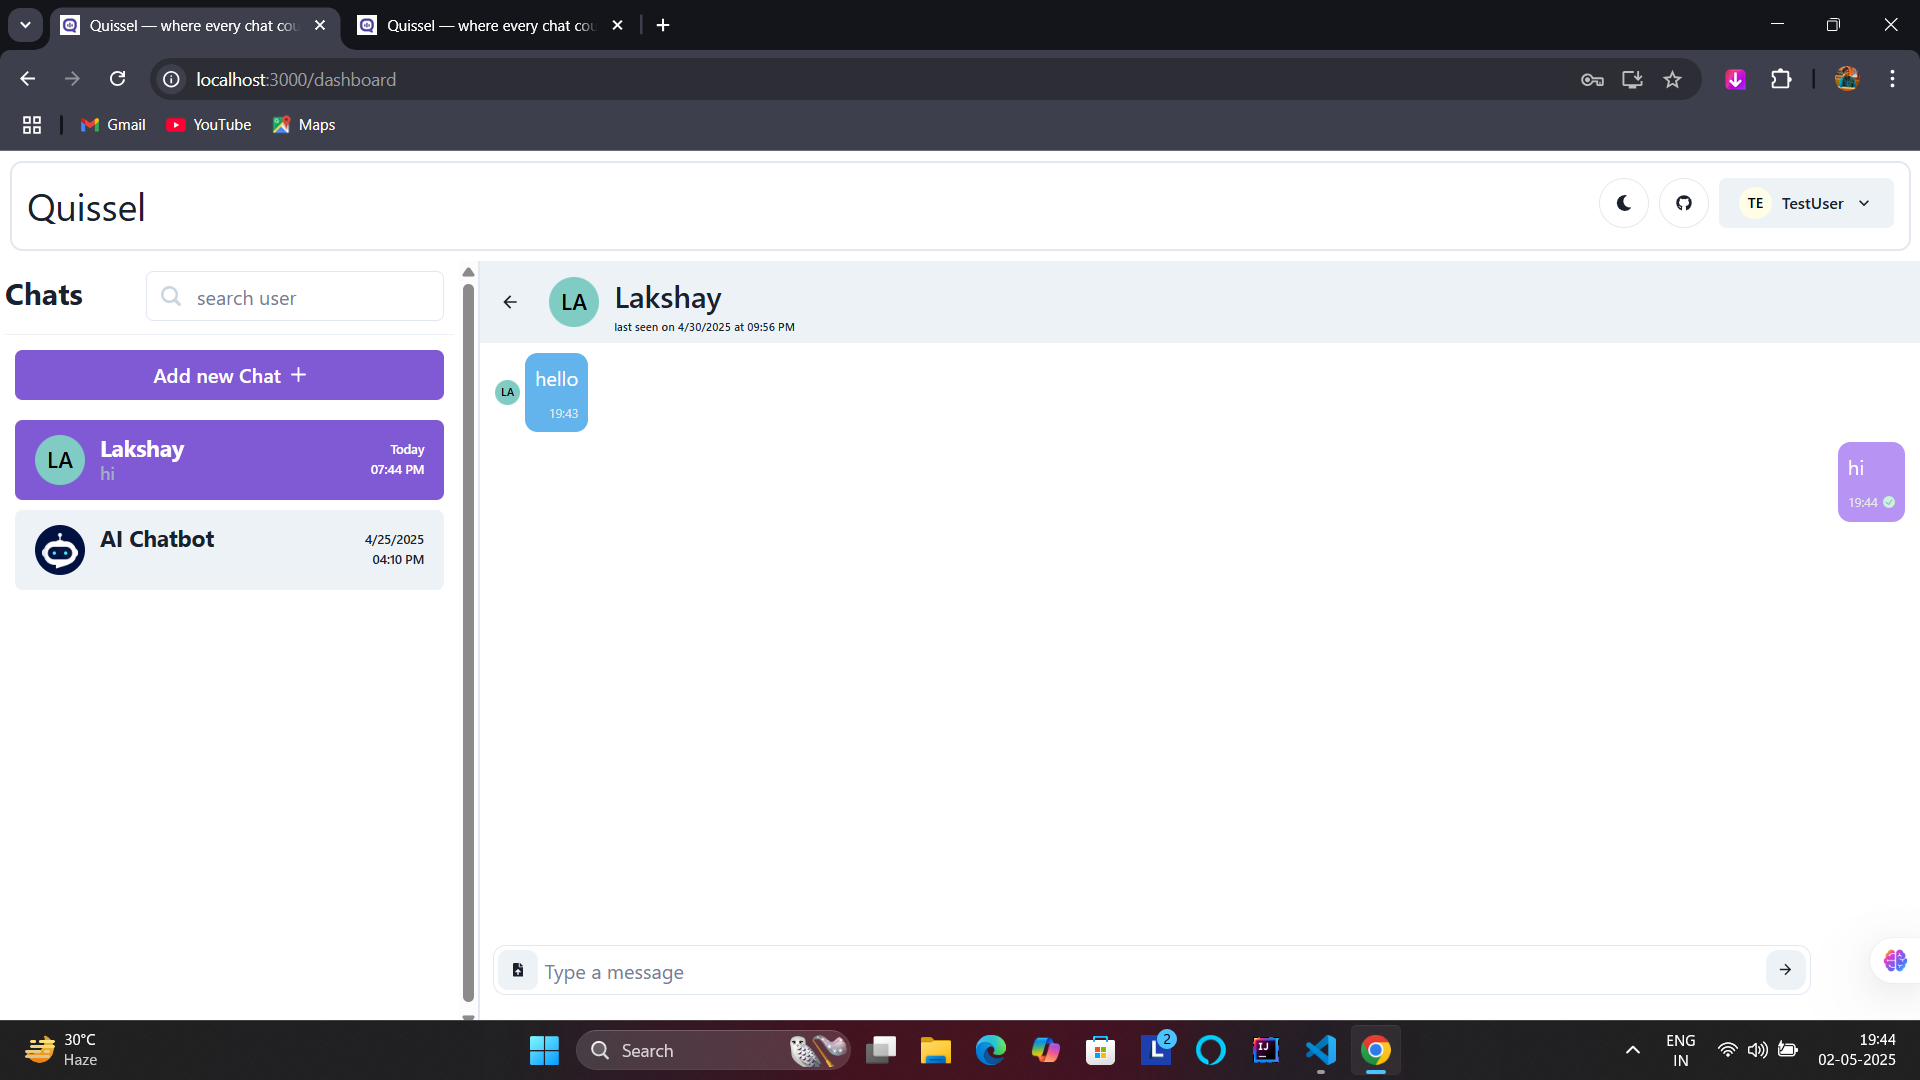 Quissel — where every chat cou
Quissel — where every chat cou
localhost:3000/dashboard
Gmail
YouTube
Maps
Quissel
TE TestUser
Chats
search user
Add new Chat +
LA
Lakshay
hi
Today
07:44 PM
AI Chatbot
4/25/2025
04:10 PM
LA
Lakshay
last seen on 4/30/2025 at 09:56 PM
LA
hello
19:43
hi
19:44
Type a message
30°C
Haze
Search
L
2
IJ
ENG
IN
19:44
02-05-2025